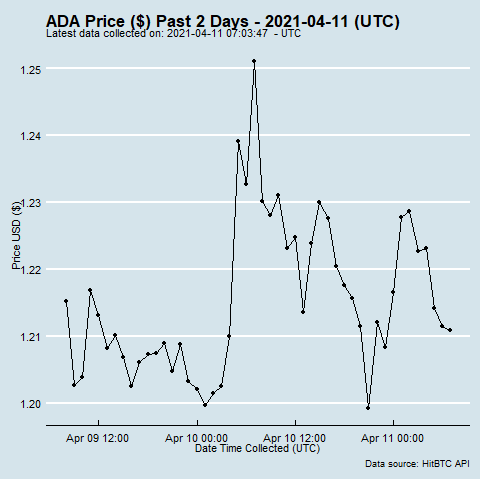 ADA Price ($) Past 2 Days - 2021-04-11 (UTC)
Latest data collected on: 2021-04-11 07:03:47 - UTC
1.25
1.24
1.23
1.22
1.21
1.20
Price USD ($)
Apr 09 12:00 Apr 10 00:00 Apr 10 12:00 Apr 11 00:00
Date Time Collected (UTC)
Data source: HitBTC API